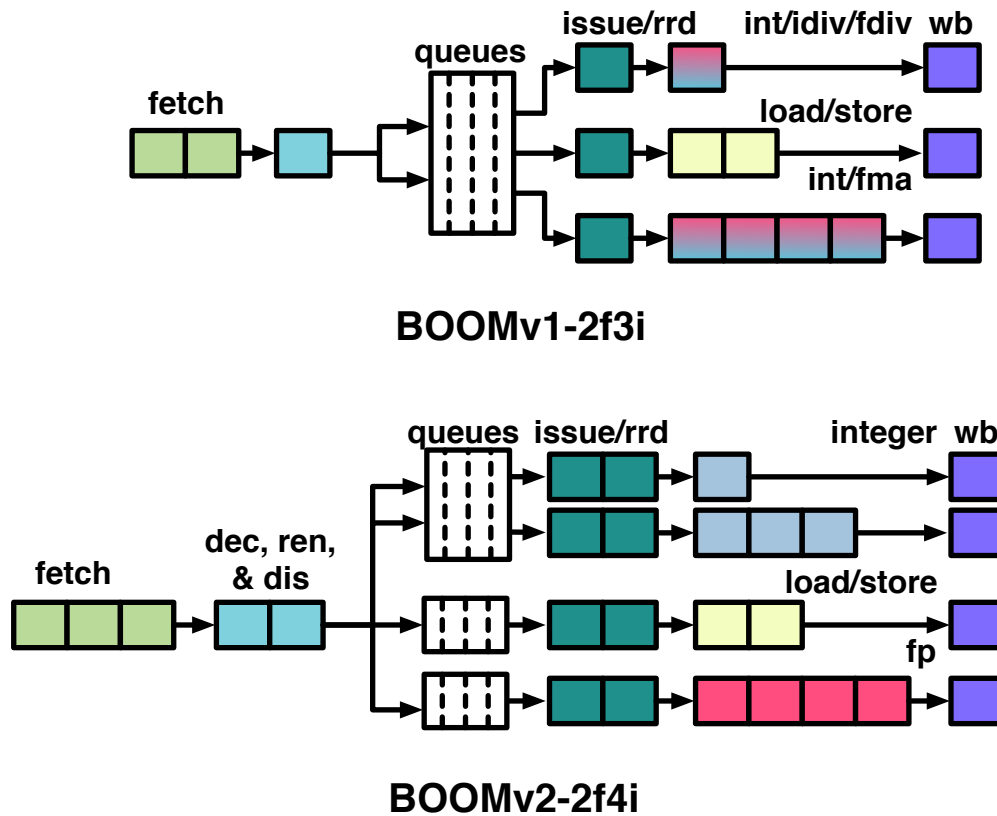 issue/rrd
int/idiv/fdiv
wb
queues
fetch
load/store
int/fma
BOOMv1-2f3i
queues
issue/rrd
integer
wb
dec, ren,
& dis
fetch
load/store
fp
BOOMv2-2f4i